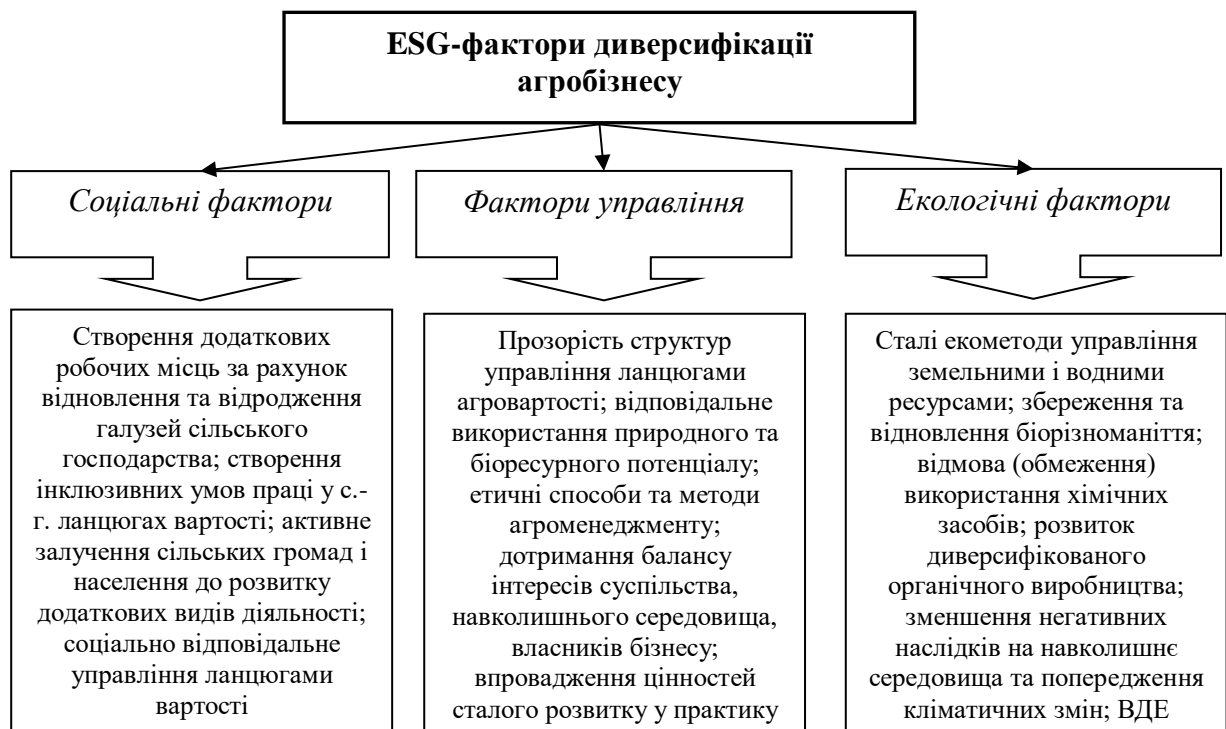 ESG-фактори диверсифікації
агробізнесу
Соціальні фактори
Фактори управління
Екологічні фактори
Створення додаткових
робочих місць за рахунок
відновлення та відродження
галузей сільського
господарства; створення
інклюзивних умов праці у с.-
г. ланцюгах вартості; активне
залучення сільських громад і
населення до розвитку
додаткових видів діяльності;
соціально відповідальне
управління ланцюгами
вартості
Прозорість структур
управління ланцюгами
агровартості; відповідальне
використання природного та
біоресурного потенціалу;
етичні способи та методи
агроменеджменту;
дотримання балансу
інтересів суспільства,
навколишнього середовища,
власників бізнесу;
впровадження цінностей
сталого розвитку у практику
Сталі екометоди управління
земельними і водними
ресурсами; збереження та
відновлення біорізноманіття;
відмова (обмеження)
використання хімічних
засобів; розвиток
диверсифікованого
органічного виробництва;
зменшення негативних
наслідків на навколишнє
середовища та попередження
кліматичних змін; ВДЕ